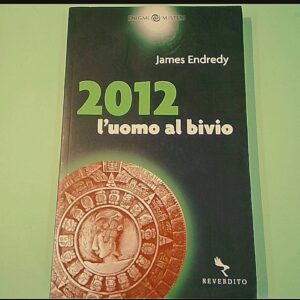 ENIGMI MISTERI
James Endredy
2012
l'uomo al bivio
REVERDITO